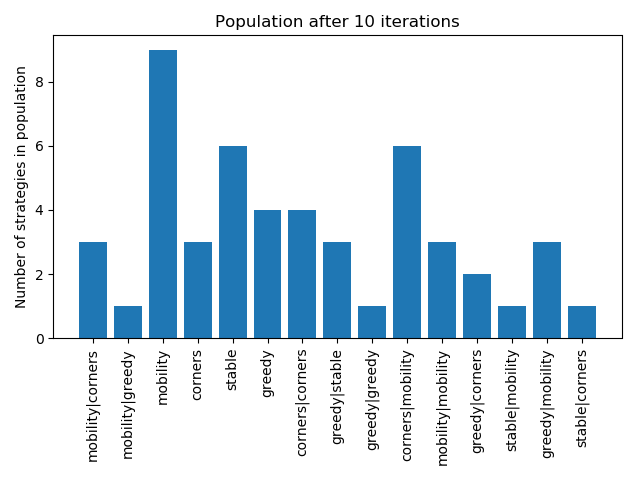 Population after 10 iterations
Number of strategies in population
8
6
4
2
0
mobility|corners
mobility|greedy
mobility
corners
stable
greedy
corners|corners
greedy|stable
greedy|greedy
corners|mobility
mobility|mobility
greedy|corners
stable|mobility
greedy|mobility
stable|corners